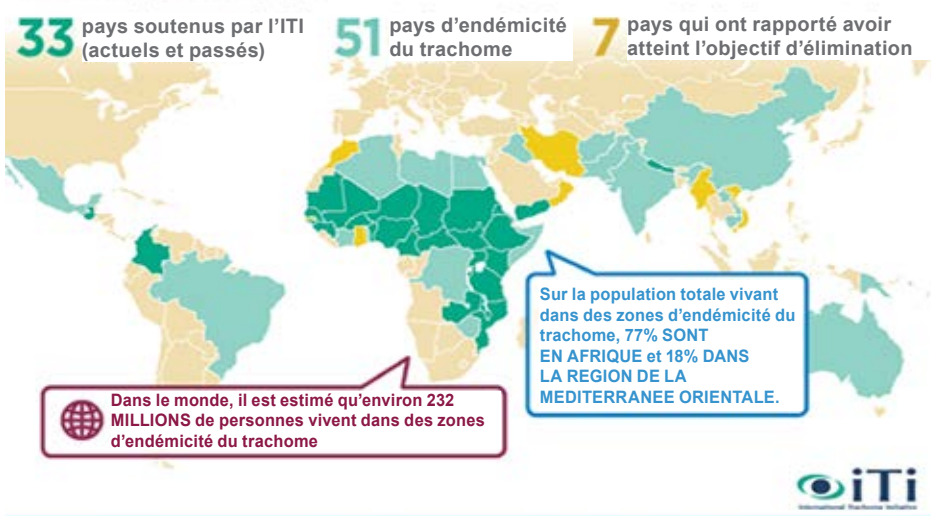 33 pays soutenus par l'ITI
(actuels et passés)
51 pays d'endémicité
du trachome
7 pays qui ont rapporté avoir
atteint l'objectif d'élimination
Sur la population totale vivant
dans des zones d'endémicité du
trachome, 77% SONT
EN AFRIQUE et 18% DANS
LA REGION DE LA
MEDITERRANEE ORIENTALE.
Dans le monde, il est estimé qu'environ 232
MILLIONS de personnes vivent dans des zones
d'endémicité du trachome
iTi
International Trachoma Initiative